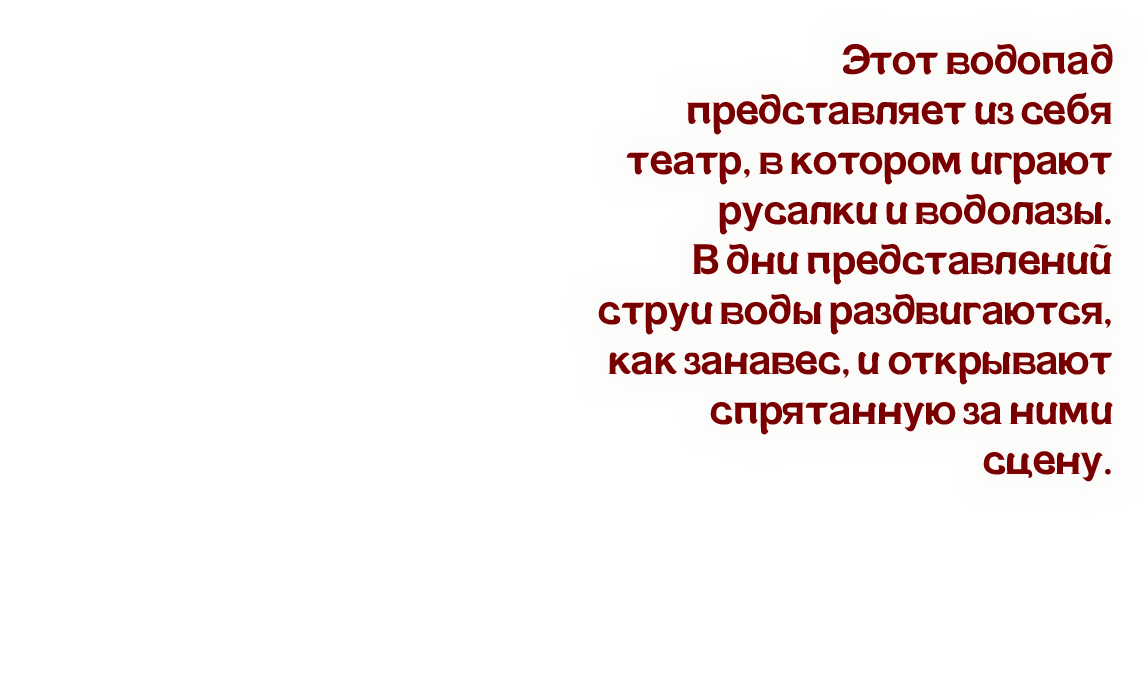 Этот водопад
представляет из себя
театр, в котором играют
русалки и водолазы.
В дни представлений
струи воды раздвигаются,
как занавес, и открывают
спрятанную за ними
сцену.